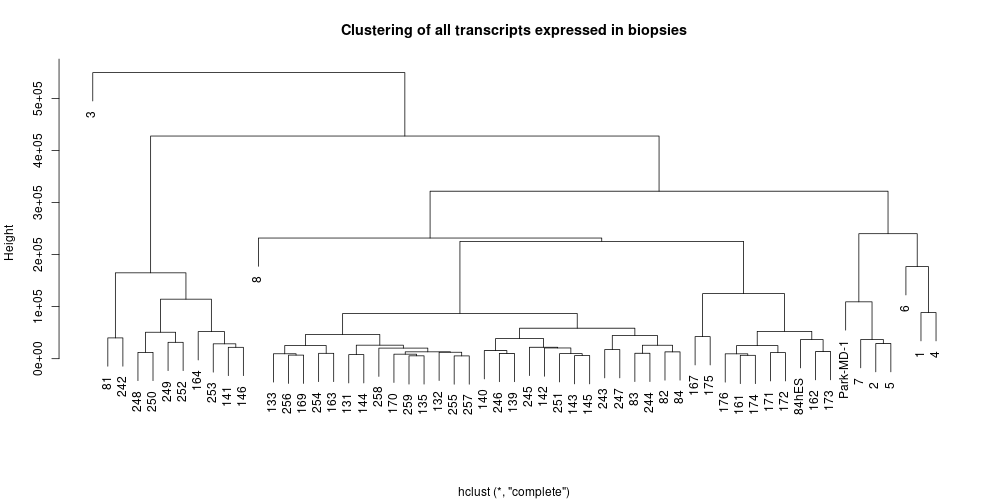 Clustering of all transcripts expressed in biopsies
Height
0e+00 1e+05 2e+05 3e+05 4e+05 5e+05
3
81 242 248 250 249 252 164 253 141 146
8
133 256 169 254 163 131 144 258 170 259 135 132 255 257 140 246 139 245 142 251 143 145 243 247 83 244 82 84 167 175 176 161 174 171 172 84hES 162 173 Park-MD-1 7 2 5
6
1 4
hclust (*, "complete")